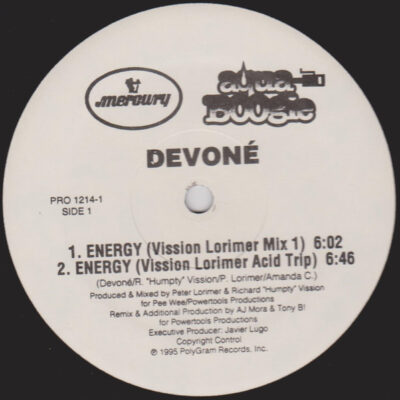 mercury
aqua
BOOGIE
DEVONÉ
PRO 1214-1
SIDE 1
1. ENERGY (Vission Lorimer Mix 1) 6:02
2. ENERGY (Vission Lorimer Acid Trip) 6:46
(Devoné/R. "Humpty" Vission/P. Lorimer/Amanda C.)
Produced & Mixed by Peter Lorimer & Richard "Humpty" Vission
for Pee Wee/Powertools Productions
Remix & Additional Production by AJ Mora & Tony B!
for Powertools Productions
Executive Producer: Javier Lugo
Copyright Control
℗ 1995 PolyGram Records, Inc.